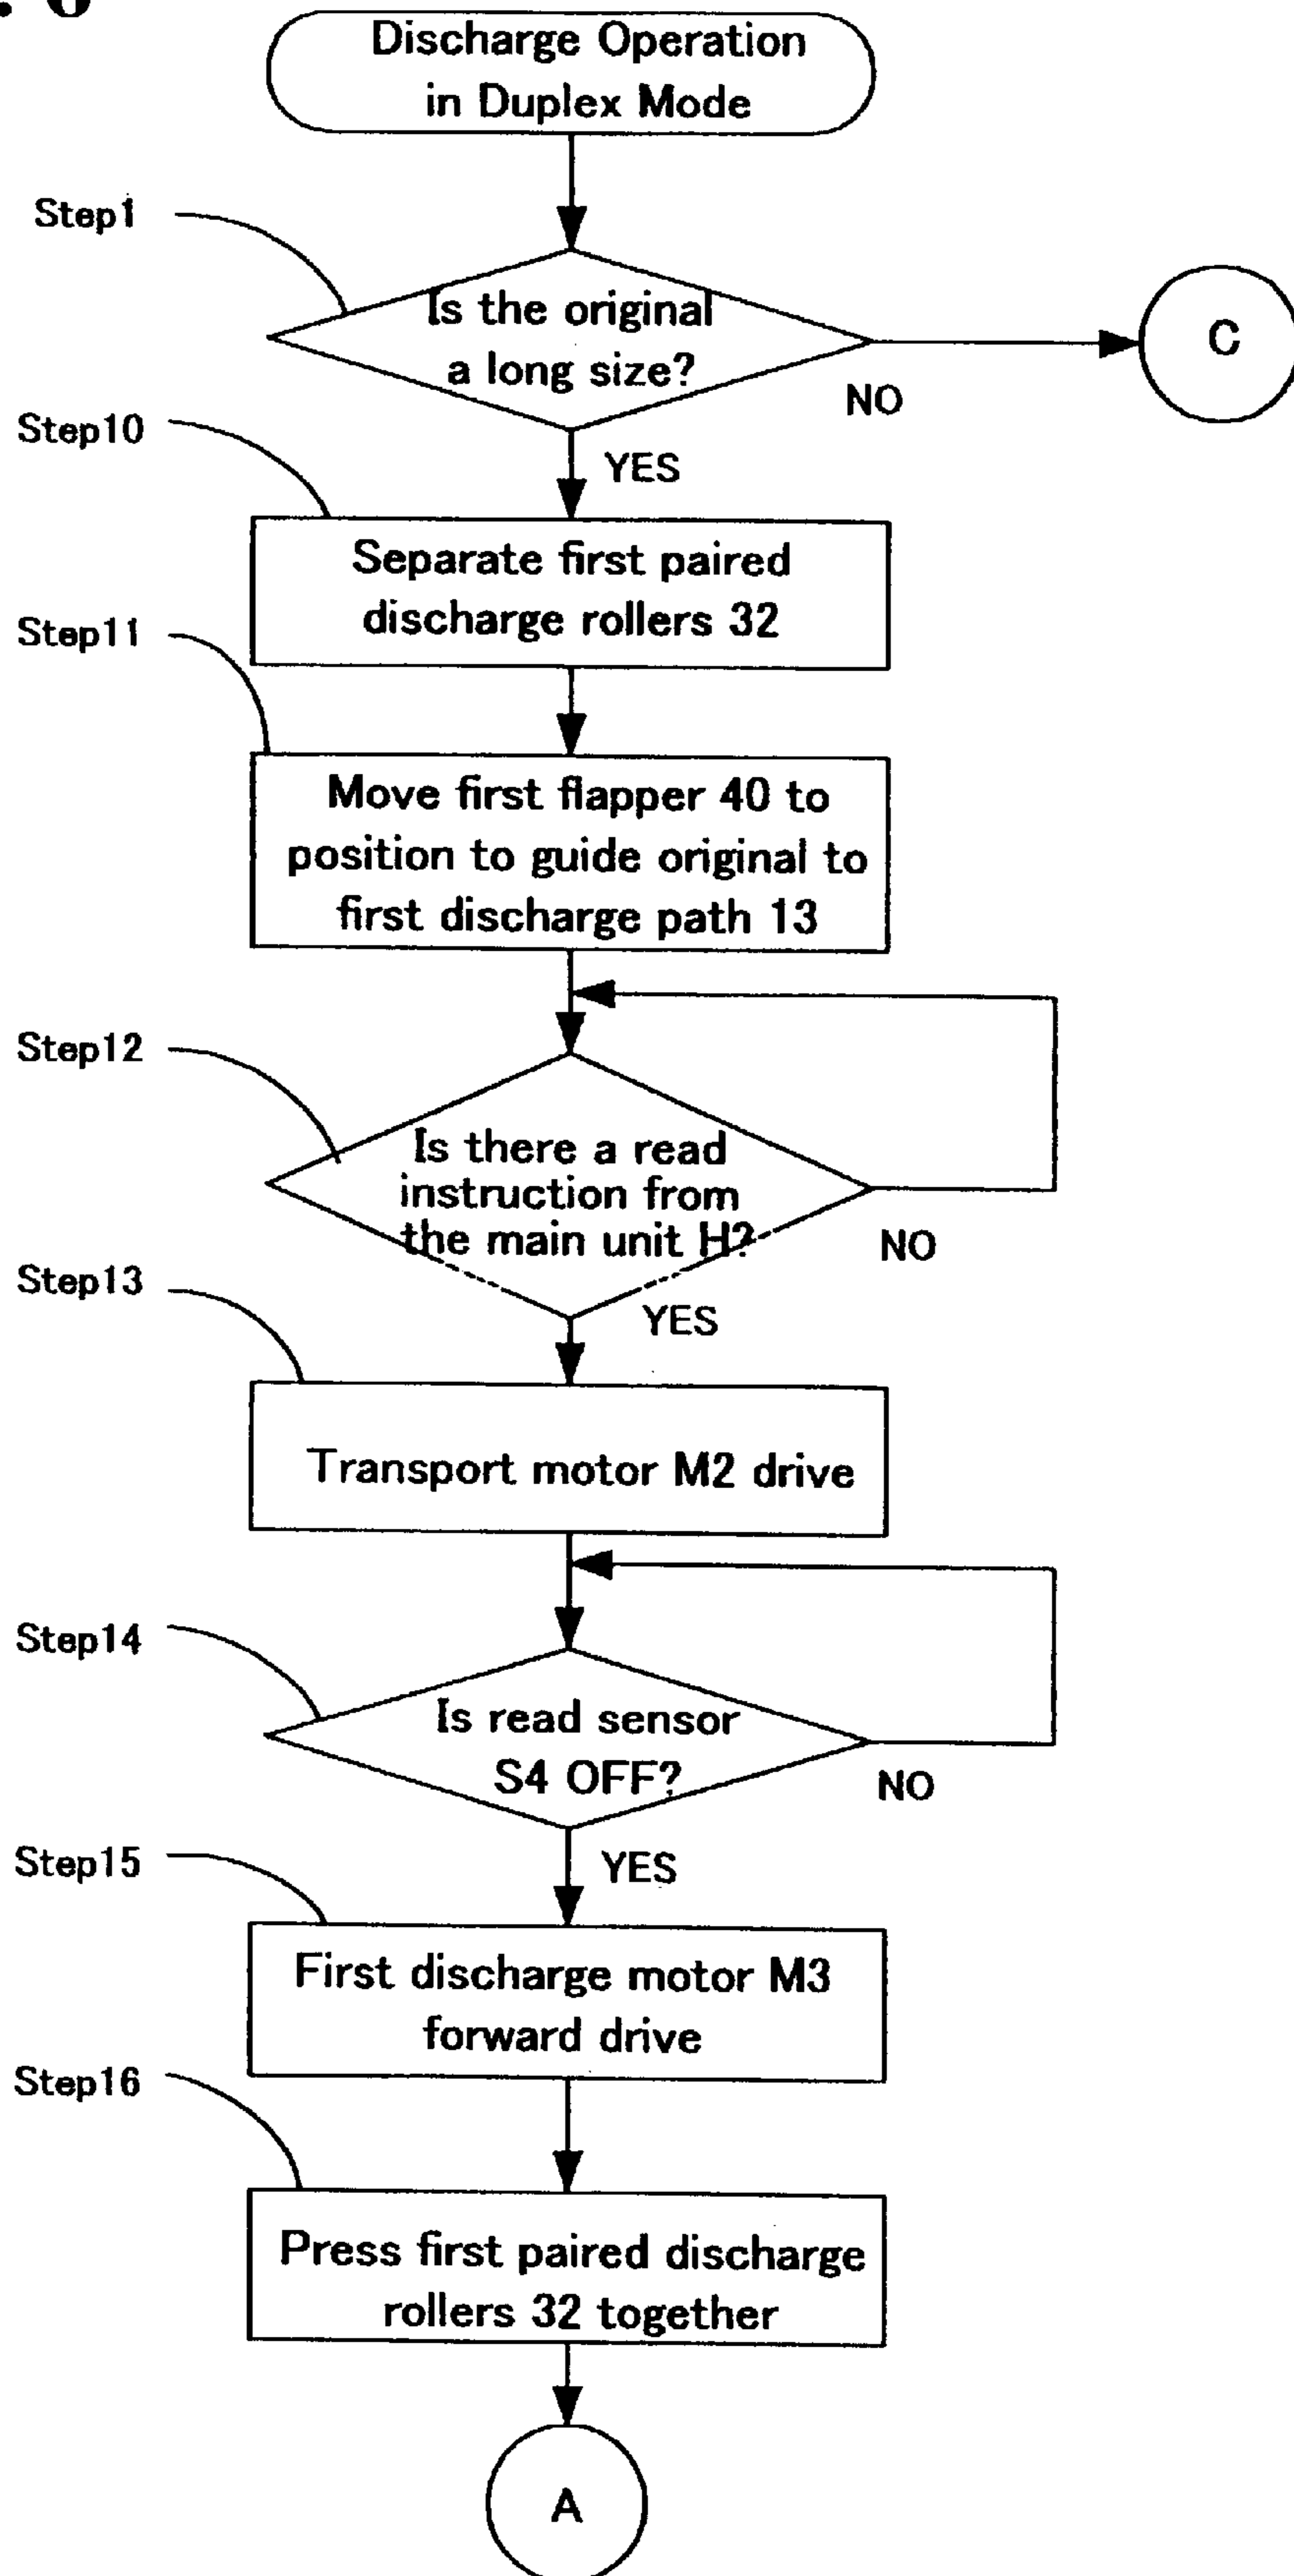 Discharge Operation
in Duplex Mode
Step1
Is the original
a long size?
NO
C
YES
Step10
Separate first paired
discharge rollers 32
Step11
Move first flapper 40 to
position to guide original to
first discharge path 13
Step12
Is there a read
instruction from
the main unit H?
NO
YES
Step13
Transport motor M2 drive
Step14
Is read sensor
S4 OFF?
NO
YES
Step15
First discharge motor M3
forward drive
Step16
Press first paired discharge
rollers 32 together
A